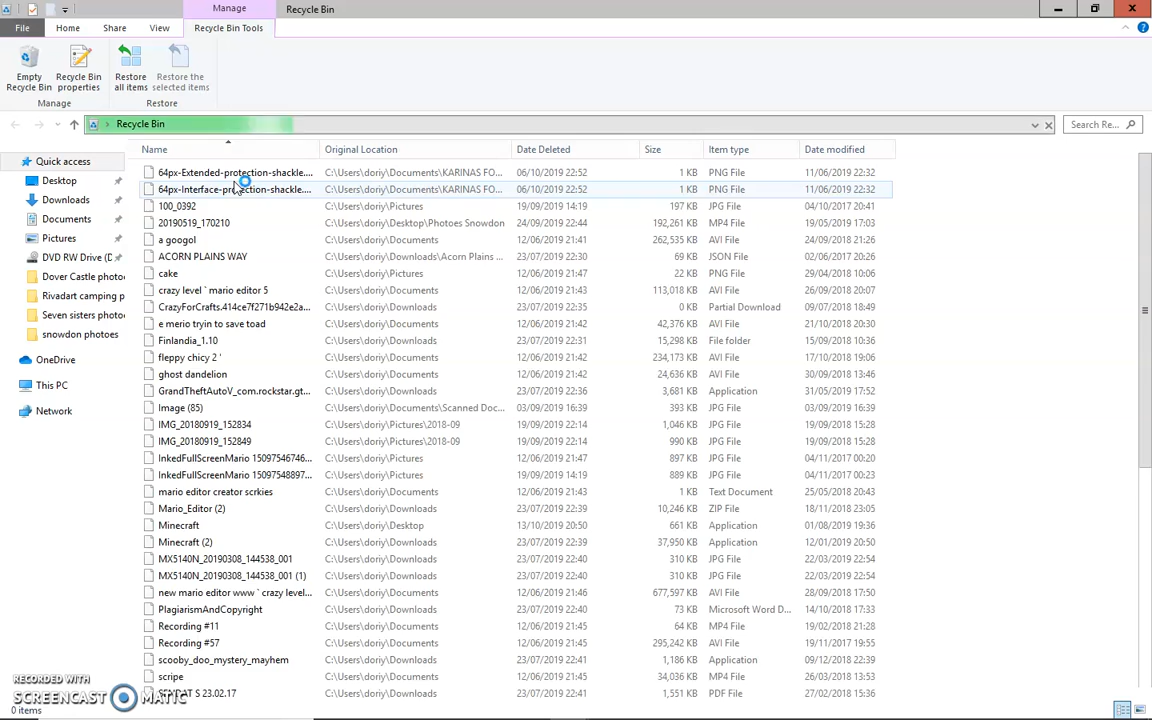 Manage
Recycle Bin
File Home Share View Recycle Bin Tools
Empty Recycle Bin
Recycle Bin properties
Restore all items
Restore the selected items
Manage
Restore
Recycle Bin
Search Re...
Name Original Location Date Deleted Size Item type Date modified
Quick access
Desktop
Downloads
Documents
Pictures
DVD RW Drive (D
Dover Castle photo
Rivadart camping p
Seven sisters photo
snowdon photoes
OneDrive
This PC
Network
64px-Extended-protection-shackle.... C:\Users\doriy\Documents\KARINAS FO... 06/10/2019 22:52 1 KB PNG File 11/06/2019 22:32
64px-Interface-protection-shackle.... C:\Users\doriy\Documents\KARINAS FO... 06/10/2019 22:52 1 KB PNG File 11/06/2019 22:32
100_0392 C:\Users\doriy\Pictures 19/09/2019 14:19 197 KB JPG File 04/10/2017 20:41
20190519_170210 C:\Users\doriy\Desktop\Photoes Snowdon 24/09/2019 22:44 192,261 KB MP4 File 19/05/2019 17:03
a googol C:\Users\doriy\Documents 12/06/2019 21:41 262,535 KB AVI File 24/09/2018 21:26
ACORN PLAINS WAY C:\Users\doriy\Downloads\Acorn Plains ... 23/07/2019 22:30 69 KB JSON File 02/06/2017 20:26
cake C:\Users\doriy\Pictures 12/06/2019 21:47 22 KB PNG File 29/04/2018 10:06
crazy level ` mario editor 5 C:\Users\doriy\Documents 12/06/2019 21:43 113,018 KB AVI File 26/09/2018 20:07
CrazyForCrafts.414ce7f271b942e2a... C:\Users\doriy\Downloads 23/07/2019 22:35 0 KB Partial Download 09/07/2018 18:49
e merio tryin to save toad C:\Users\doriy\Documents 12/06/2019 21:42 42,376 KB AVI File 21/10/2018 20:30
Finlandia_1.10 C:\Users\doriy\Downloads 23/07/2019 22:31 15,298 KB File folder 15/09/2018 10:36
fleppy chicy 2 ' C:\Users\doriy\Documents 12/06/2019 21:42 234,173 KB AVI File 17/10/2018 19:06
ghost dandelion C:\Users\doriy\Documents 12/06/2019 21:42 24,636 KB AVI File 30/09/2018 13:46
GrandTheftAutoV_com.rockstar.gt... C:\Users\doriy\Downloads 23/07/2019 22:36 3,681 KB Application 31/05/2019 17:52
Image (85) C:\Users\doriy\Documents\Scanned Doc... 03/09/2019 16:39 393 KB JPG File 03/09/2019 16:39
IMG_20180919_152834 C:\Users\doriy\Pictures\2018-09 19/09/2019 22:14 1,046 KB JPG File 19/09/2018 15:28
IMG_20180919_152849 C:\Users\doriy\Pictures\2018-09 19/09/2019 22:14 990 KB JPG File 19/09/2018 15:28
InkedFullScreenMario 15097546746... C:\Users\doriy\Pictures 12/06/2019 21:47 897 KB JPG File 04/11/2017 00:20
InkedFullScreenMario 15097548897... C:\Users\doriy\Pictures 19/09/2019 14:19 889 KB JPG File 04/11/2017 00:23
mario editor creator scrkies C:\Users\doriy\Documents 12/06/2019 21:43 1 KB Text Document 25/05/2018 20:43
Mario_Editor (2) C:\Users\doriy\Downloads 23/07/2019 22:39 10,246 KB ZIP File 18/11/2018 23:05
Minecraft C:\Users\doriy\Desktop 13/10/2019 20:50 661 KB Application 01/08/2019 19:36
Minecraft (2) C:\Users\doriy\Downloads 23/07/2019 22:39 37,950 KB Application 12/01/2019 20:50
MX5140N_20190308_144538_001 C:\Users\doriy\Downloads 23/07/2019 22:39 310 KB JPG File 22/03/2019 22:54
MX5140N_20190308_144538_001 (1) C:\Users\doriy\Downloads 23/07/2019 22:39 310 KB JPG File 22/03/2019 22:54
new mario editor www ` crazy level... C:\Users\doriy\Documents 12/06/2019 21:46 677,597 KB AVI File 28/09/2018 17:50
PlagiarismAndCopyright C:\Users\doriy\Downloads 23/07/2019 22:40 73 KB Microsoft Word D... 14/10/2018 17:33
Recording #11 C:\Users\doriy\Documents 12/06/2019 21:45 64 KB MP4 File 19/02/2018 21:28
Recording #57 C:\Users\doriy\Documents 12/06/2019 21:45 295,242 KB AVI File 19/11/2017 19:55
scooby_doo_mystery_mayhem C:\Users\doriy\Downloads 23/07/2019 22:41 1,186 KB Application 09/12/2018 22:39
scripe C:\Users\doriy\Documents 12/06/2019 21:45 34,036 KB MP4 File 26/03/2018 13:53
S 23.02.17 C:\Users\doriy\Downloads 23/07/2019 22:41 1,551 KB PDF File 27/02/2018 15:36
RECORDED WITH
SCREENCAST MATIC
0 items